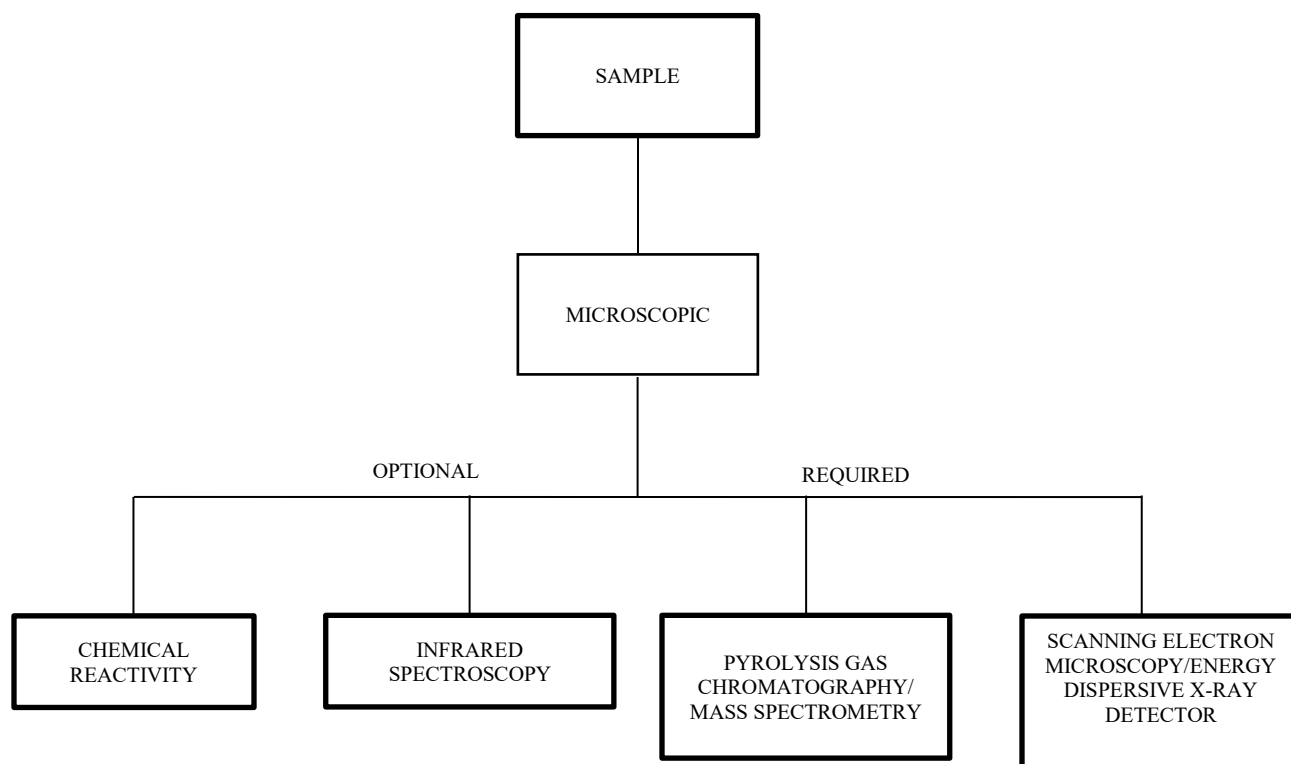 SAMPLE
MICROSCOPIC
OPTIONAL
REQUIRED
CHEMICAL
REACTIVITY
INFRARED
SPECTROSCOPY
PYROLYSIS GAS
CHROMATOGRAPHY/
MASS SPECTROMETRY
SCANNING ELECTRON
MICROSCOPY/ENERGY
DISPERSIVE X-RAY
DETECTOR